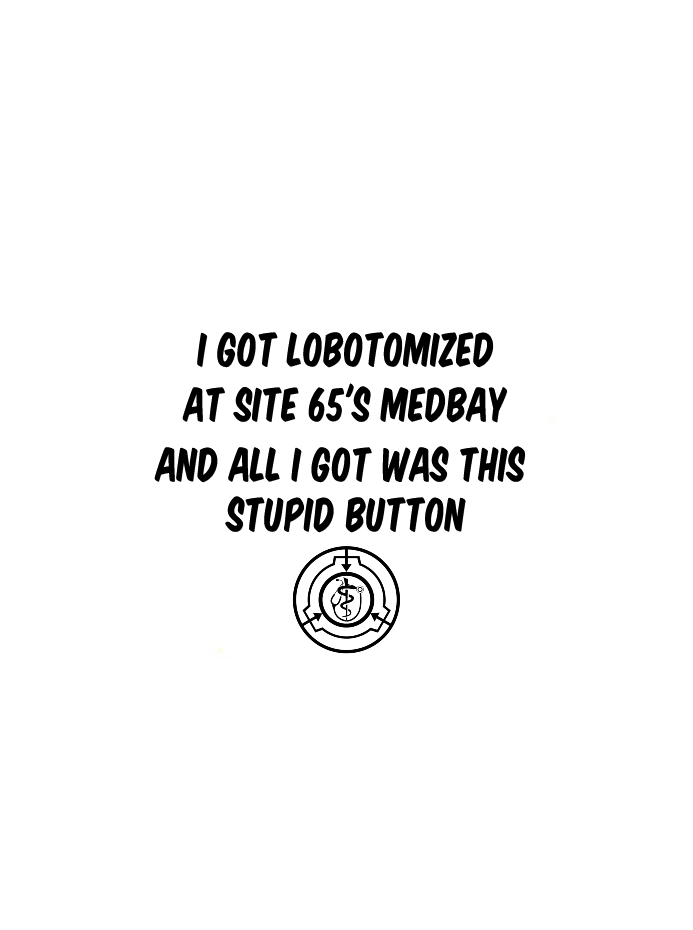 I GOT LOBOTOMIZED
AT SITE 65'S MEDBAY
AND ALL I GOT WAS THIS
STUPID BUTTON